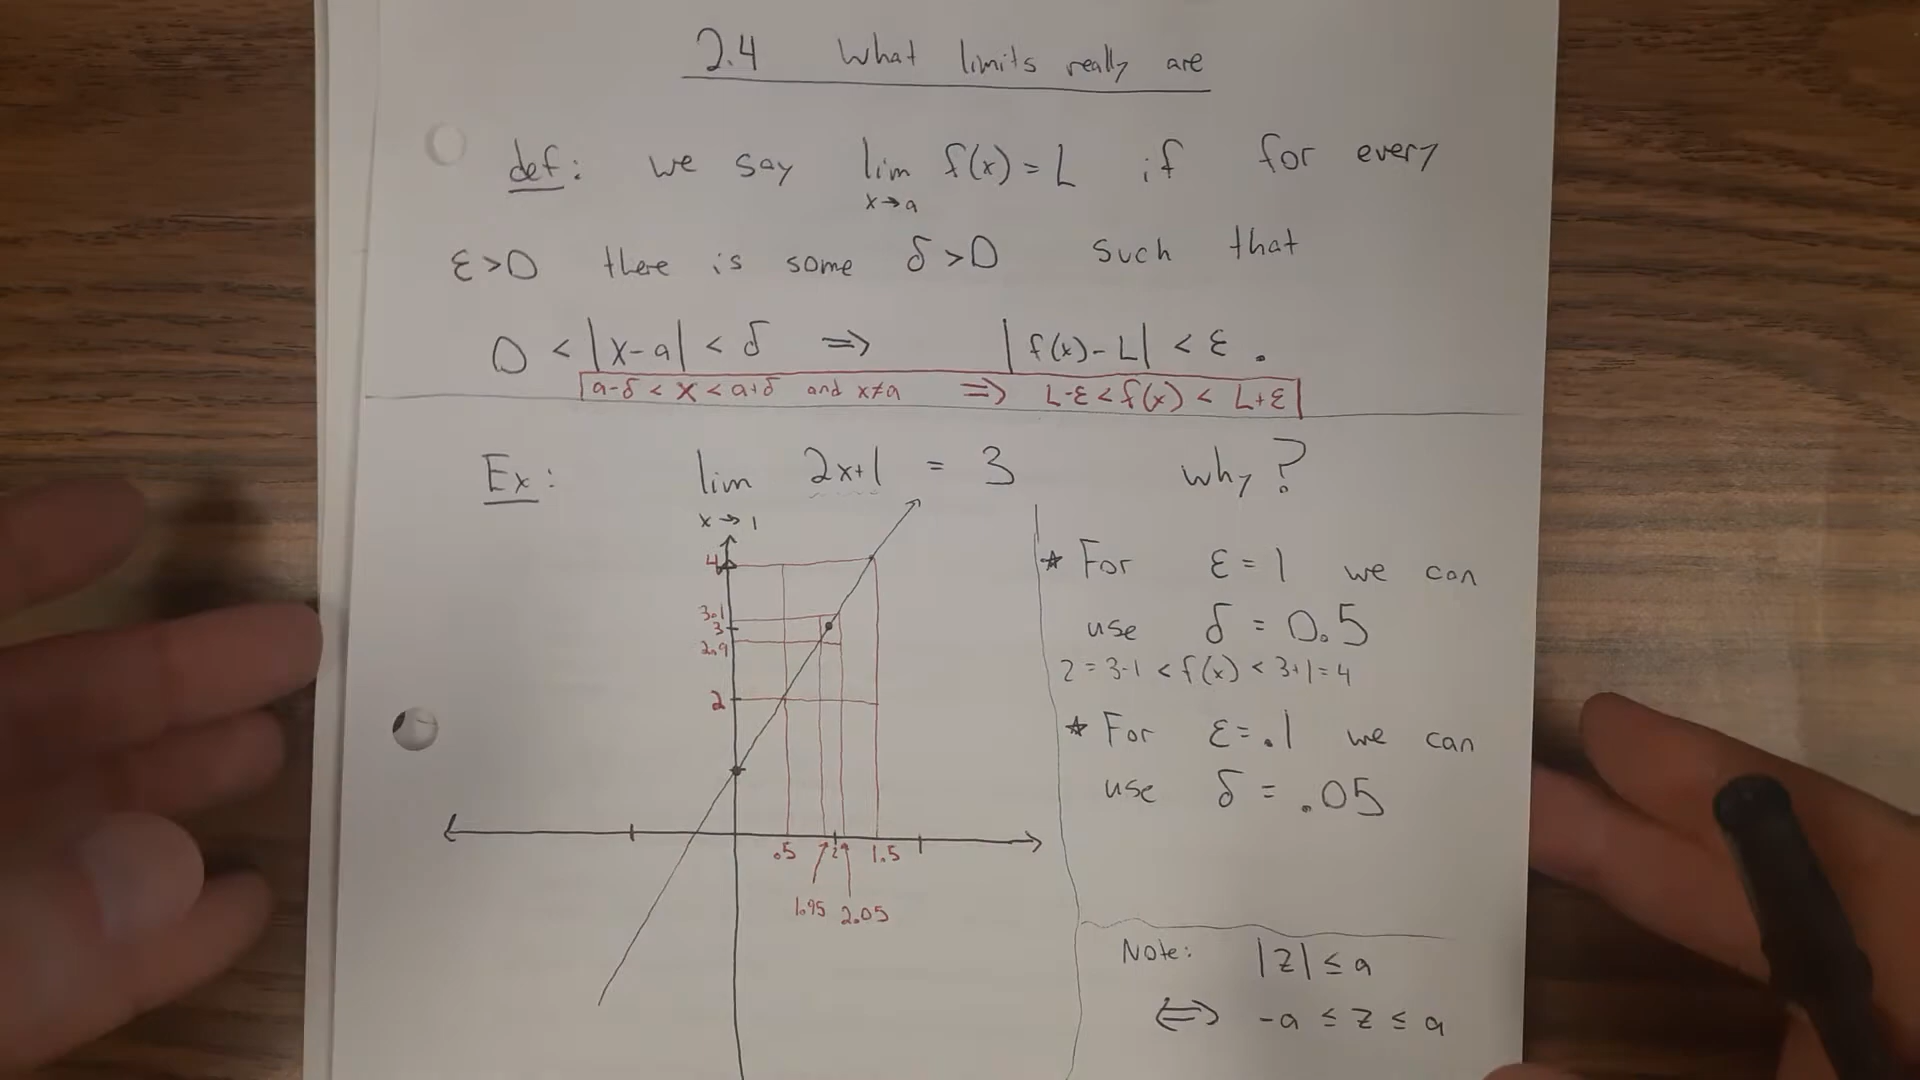 2.4 What limits really are
def: we say lim f(x) = L if for every
x→a
ε>0 there is some δ>0 such that
0 < |x-a| < δ ⇒ |f(x)-L| < ε.
a-δ < x < a+δ and x≠a ⇒ L-ε < f(x) < L+ε
Ex: lim 2x+1 = 3 why?
x→1
4
3.1
3
2.9
2
.5
1.5
1.95 2.05
★ For ε = 1 we can
use δ = 0.5
2 = 3-1 < f(x) < 3+1 = 4
★ For ε = .1 we can
use δ = .05
Note: |z| ≤ a
⇔ -a ≤ z ≤ a